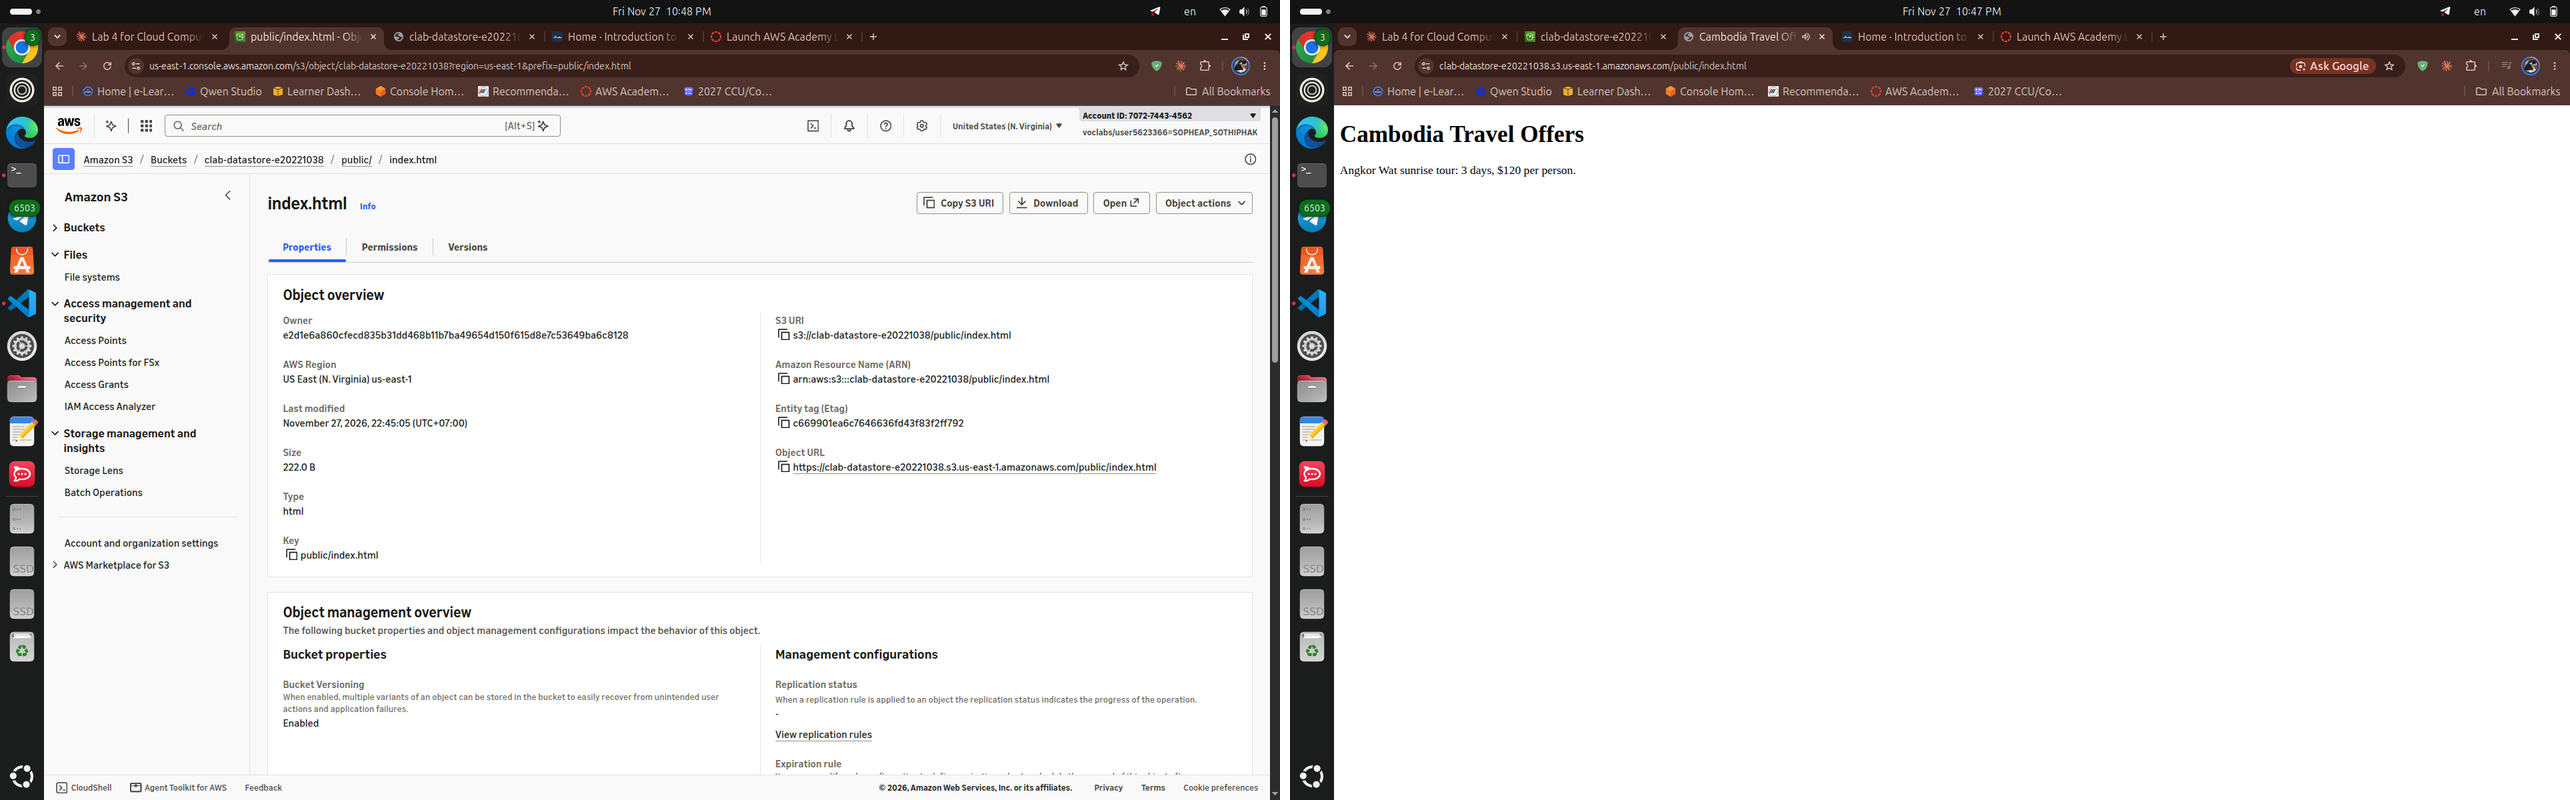 Fri Nov 27 10:48 PM
en
3
Lab 4 for Cloud Compu
public/index.html - Obj
clab-datastore-e202210
Home · Introduction to
Launch AWS Academy L
us-east-1.console.aws.amazon.com/s3/object/clab-datastore-e20221038?region=us-east-1&prefix=public/index.html
Home | e-Lear…
Qwen Studio
Learner Dash…
Console Hom…
Recommenda…
AWS Academ…
2027 CCU/Co…
All Bookmarks
aws
Search
[Alt+S]
United States (N. Virginia)
Account ID: 7072-7443-4562
voclabs/user5623366=SOPHEAP_SOTHIPHAK
Amazon S3 / Buckets / clab-datastore-e20221038 / public/ / index.html
6503
SSD
SSD
Amazon S3
Buckets
Files
File systems
Access management and
security
Access Points
Access Points for FSx
Access Grants
IAM Access Analyzer
Storage management and
insights
Storage Lens
Batch Operations
Account and organization settings
AWS Marketplace for S3
index.html
Info
Copy S3 URI
Download
Open
Object actions
Properties
Permissions
Versions
Object overview
Owner
e2d1e6a860cfecd835b31dd468b11b7ba49654d150f615d8e7c53649ba6c8128
AWS Region
US East (N. Virginia) us-east-1
Last modified
November 27, 2026, 22:45:05 (UTC+07:00)
Size
222.0 B
Type
html
Key
public/index.html
S3 URI
s3://clab-datastore-e20221038/public/index.html
Amazon Resource Name (ARN)
arn:aws:s3:::clab-datastore-e20221038/public/index.html
Entity tag (Etag)
c669901ea6c7646636fd43f83f2ff792
Object URL
https://clab-datastore-e20221038.s3.us-east-1.amazonaws.com/public/index.html
Object management overview
The following bucket properties and object management configurations impact the behavior of this object.
Bucket properties
Bucket Versioning
When enabled, multiple variants of an object can be stored in the bucket to easily recover from unintended user
actions and application failures.
Enabled
Management configurations
Replication status
When a replication rule is applied to an object the replication status indicates the progress of the operation.
-
View replication rules
Expiration rule
CloudShell
Agent Toolkit for AWS
Feedback
© 2026, Amazon Web Services, Inc. or its affiliates.
Privacy
Terms
Cookie preferences
Fri Nov 27 10:47 PM
en
3
Lab 4 for Cloud Compu
clab-datastore-e202210
Cambodia Travel Off
Home · Introduction to
Launch AWS Academy L
clab-datastore-e20221038.s3.us-east-1.amazonaws.com/public/index.html
Ask Google
Home | e-Lear…
Qwen Studio
Learner Dash…
Console Hom…
Recommenda…
AWS Academ…
2027 CCU/Co…
All Bookmarks
6503
SSD
SSD
Cambodia Travel Offers
Angkor Wat sunrise tour: 3 days, $120 per person.